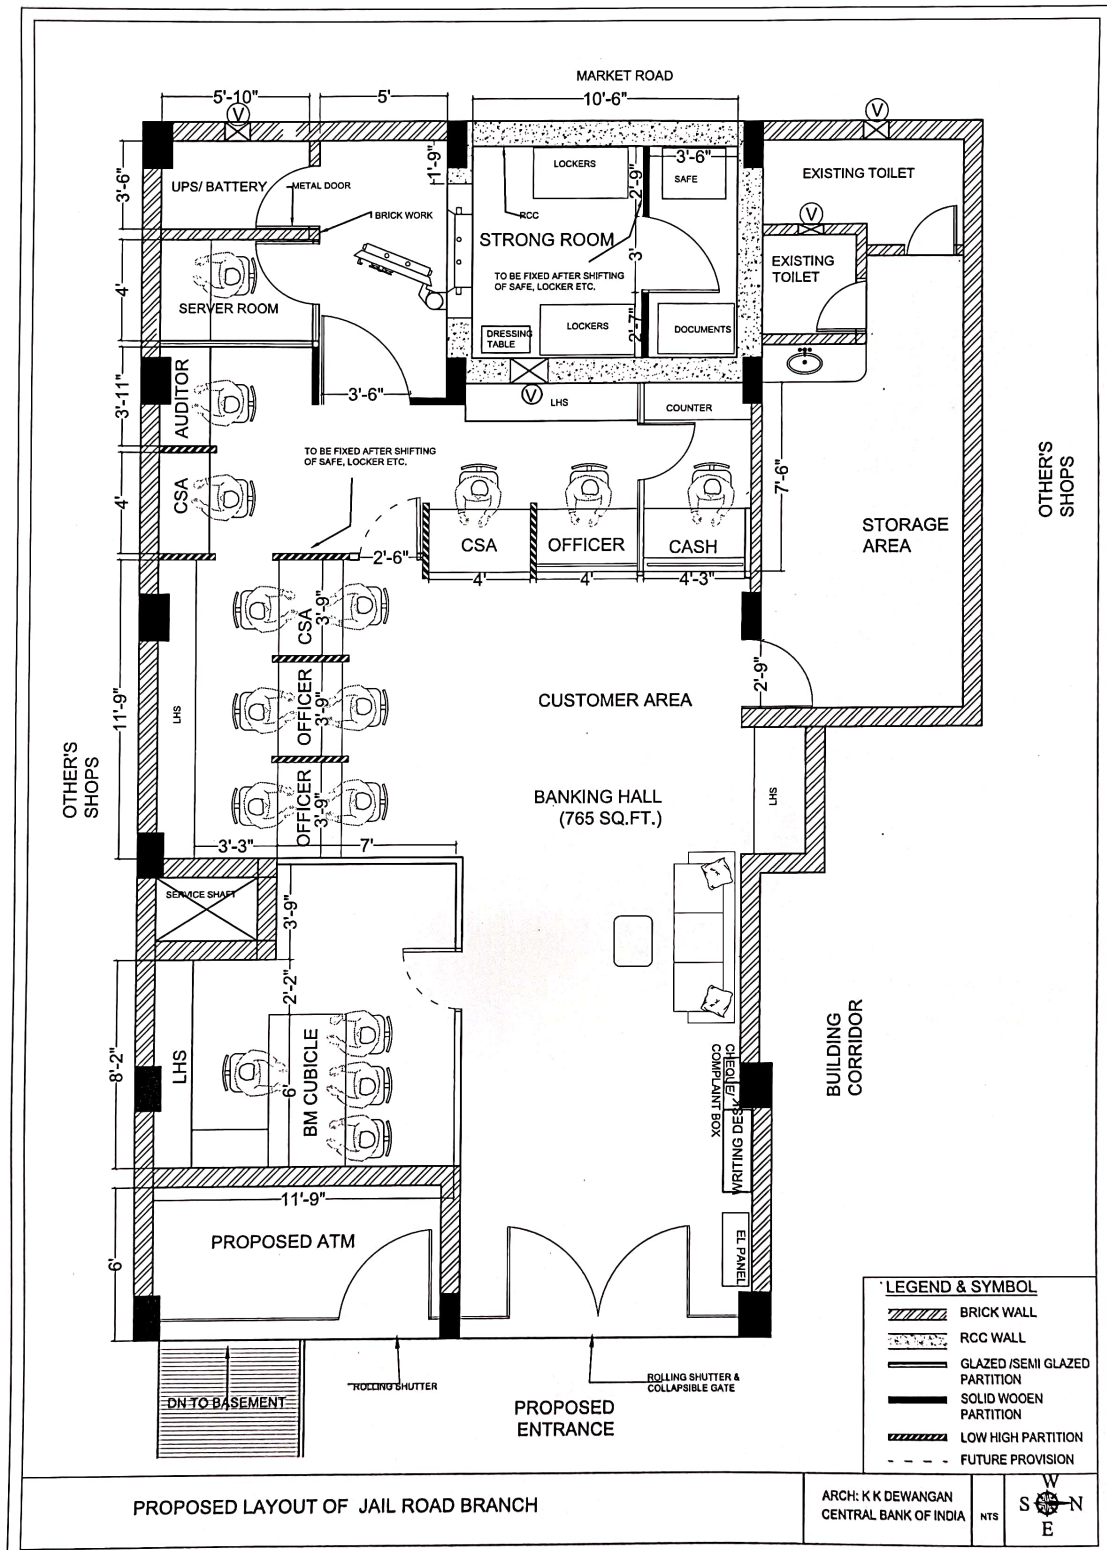 MARKET ROAD
5'-10"
5'
10'-6"
V
V
3'-6"
UPS/ BATTERY
METAL DOOR
BRICK WORK
1'-9"
LOCKERS
2'-9"
3'-6"
SAFE
EXISTING TOILET
RCC
STRONG ROOM
3'
TO BE FIXED AFTER SHIFTING
OF SAFE, LOCKER ETC.
V
EXISTING
TOILET
4'
SERVER ROOM
DRESSING
TABLE
LOCKERS
2'-7"
DOCUMENTS
3'-11"
AUDITOR
3'-6"
V
LHS
COUNTER
TO BE FIXED AFTER SHIFTING
OF SAFE, LOCKER ETC.
4'
CSA
7'-6"
STORAGE
AREA
OTHER'S
SHOPS
CSA
OFFICER
CASH
2'-6"
4'
4'
4'-3"
11'-9"
LHS
CSA
3'-9"
OFFICER
3'-9"
OFFICER
3'-9"
2'-9"
CUSTOMER AREA
OTHER'S
SHOPS
BANKING HALL
(765 SQ.FT.)
LHS
3'-3"
7'
SERVICE SHAFT
3'-9"
2'-2"
8'-2"
LHS
6'
BM CUBICLE
CHEQUE/
COMPLAINT BOX
WRITING DESK
BUILDING
CORRIDOR
11'-9"
6'
PROPOSED ATM
EL PANEL
DN TO BASEMENT
ROLLING SHUTTER
ROLLING SHUTTER &
COLLAPSIBLE GATE
PROPOSED
ENTRANCE
LEGEND & SYMBOL
BRICK WALL
RCC WALL
GLAZED /SEMI GLAZED
PARTITION
SOLID WOOEN
PARTITION
LOW HIGH PARTITION
FUTURE PROVISION
PROPOSED LAYOUT OF JAIL ROAD BRANCH
ARCH: K K DEWANGAN
CENTRAL BANK OF INDIA
NTS
W
S N
E